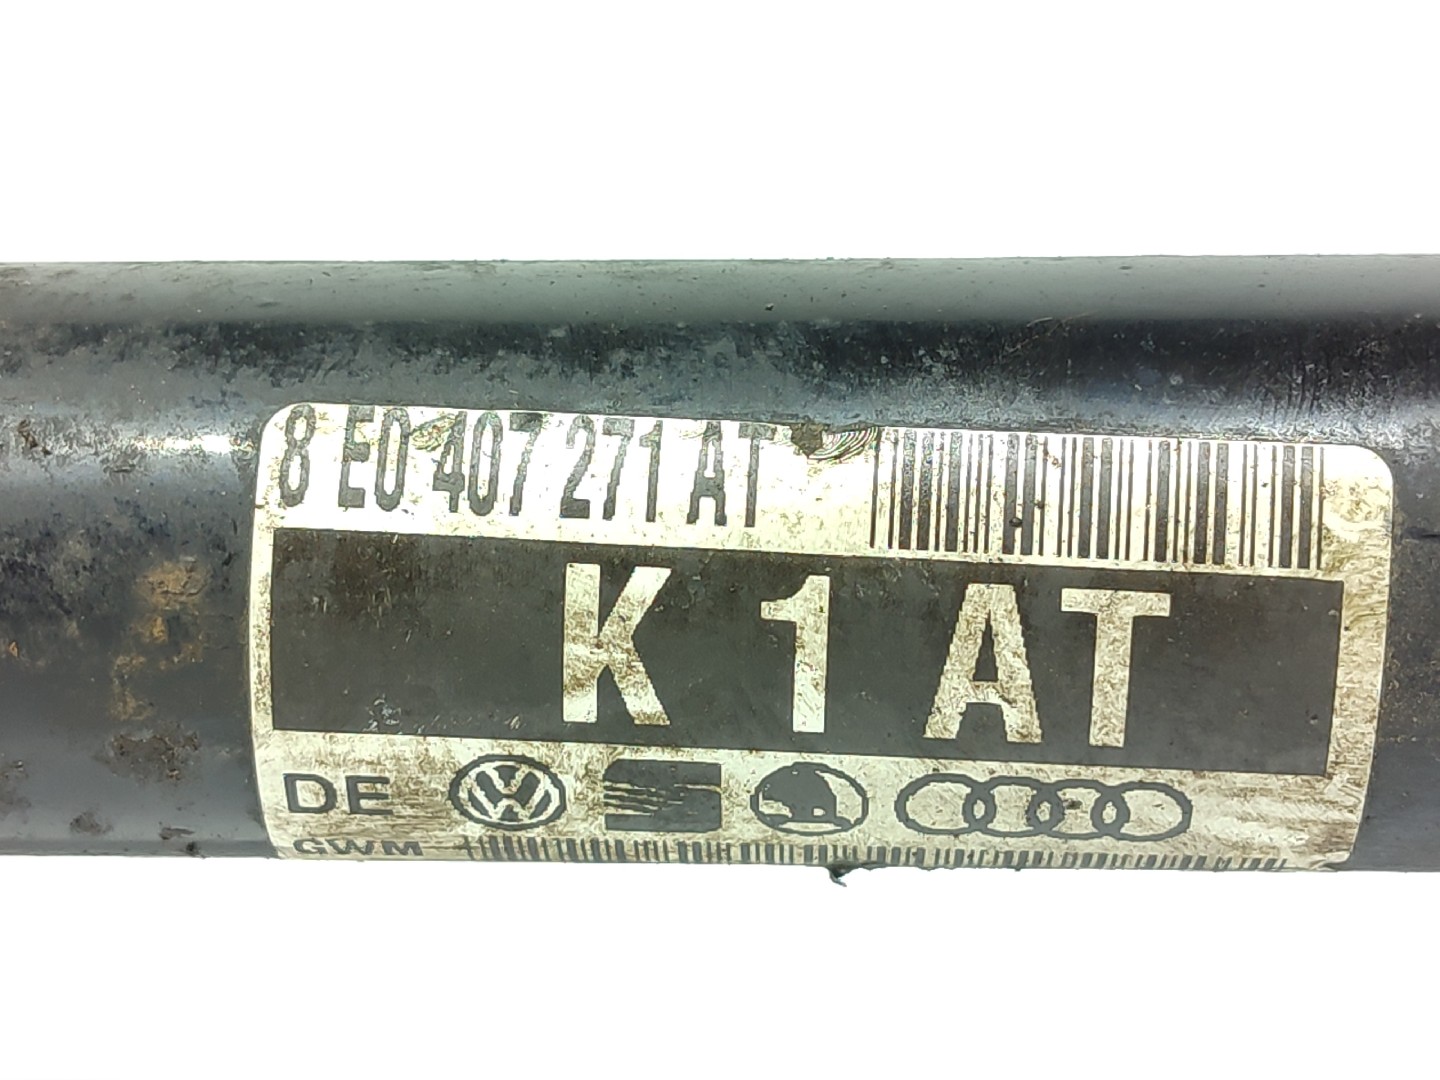 8 E0 407 271 AT
K 1 AT
DE
GWM